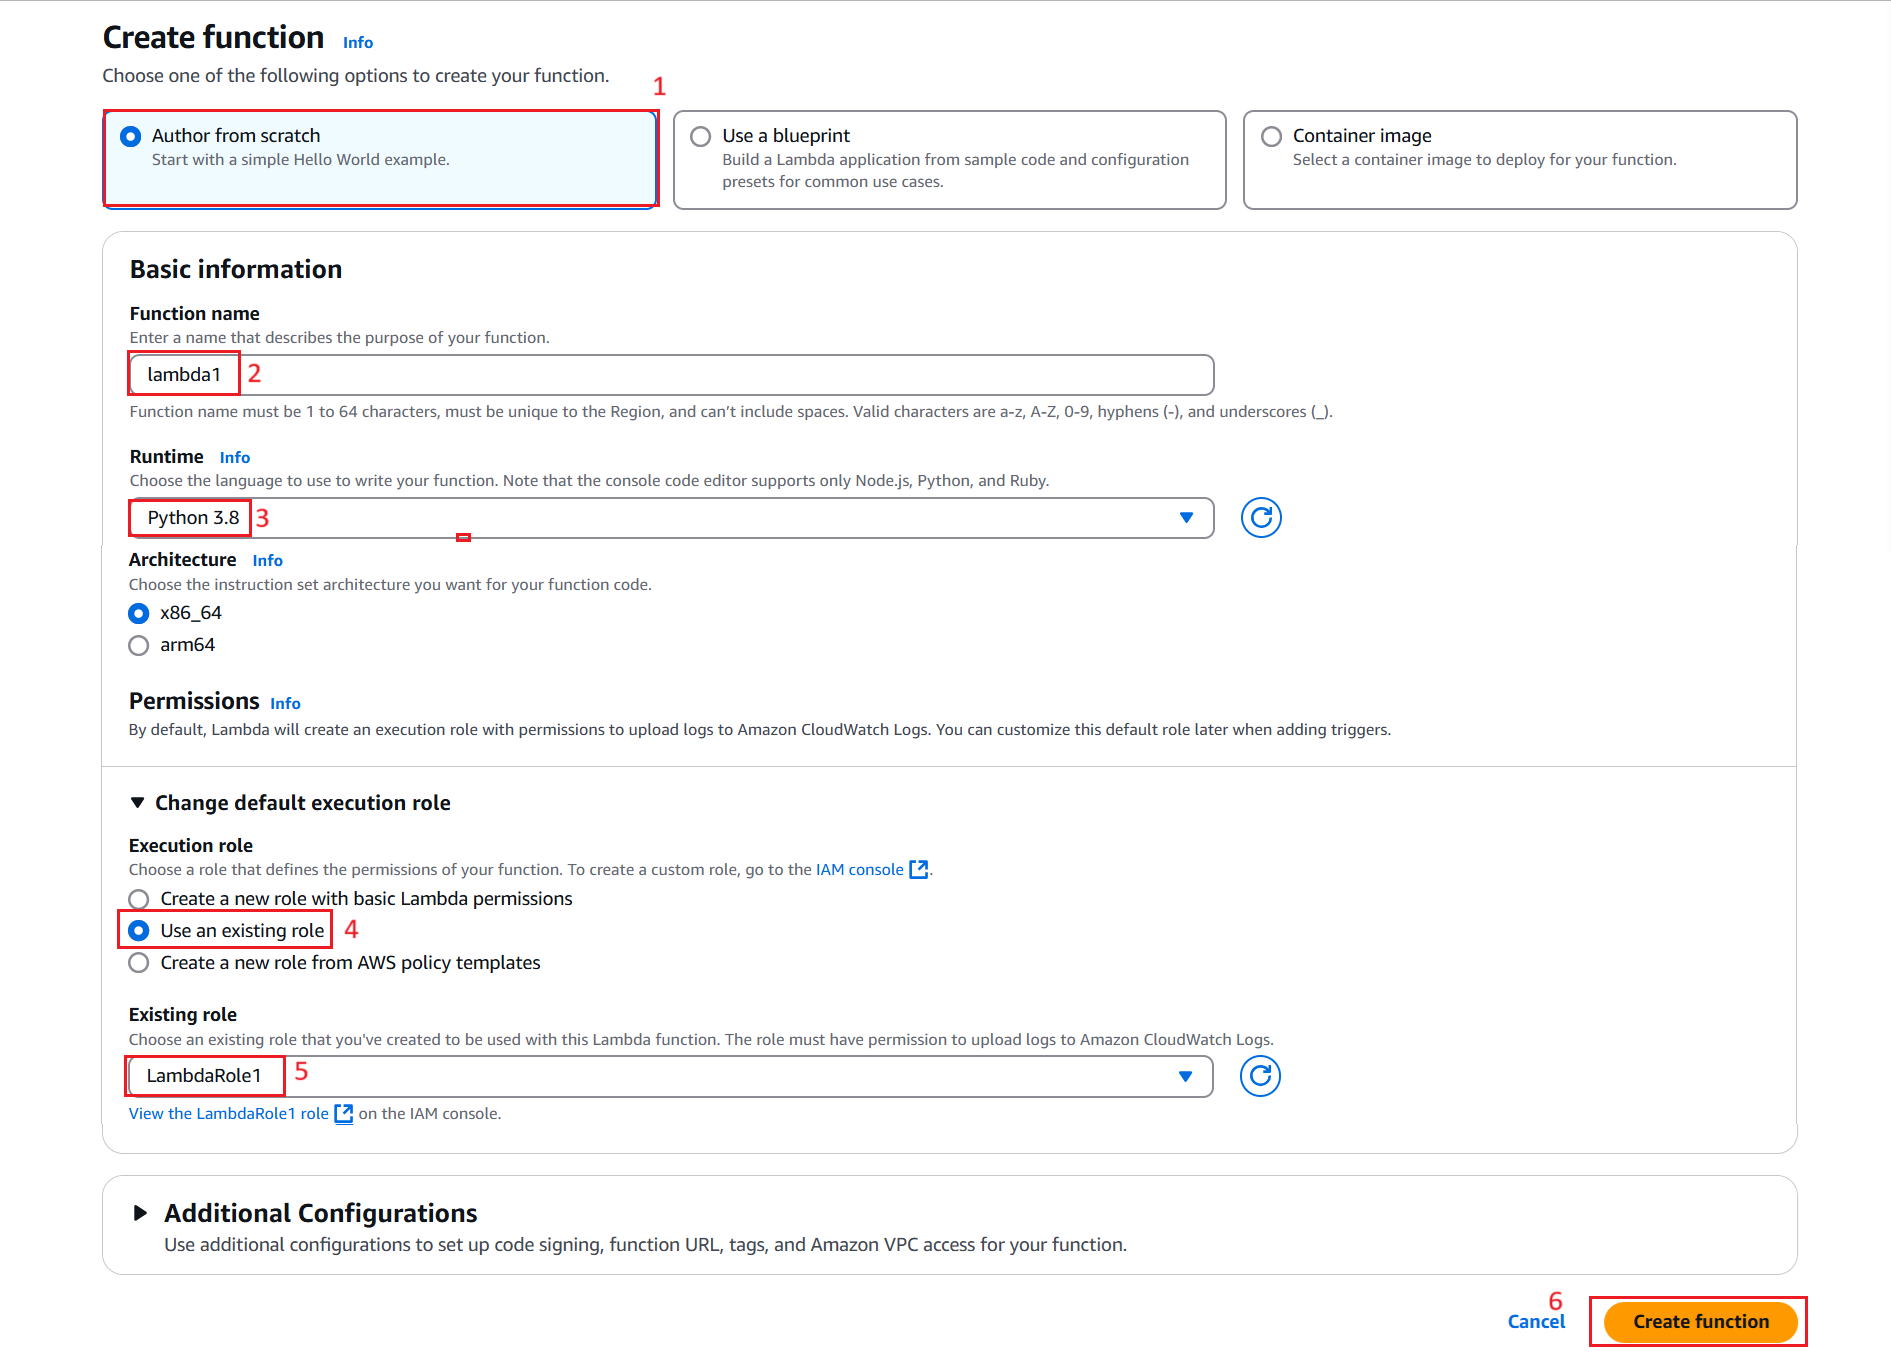 Create function Info
Choose one of the following options to create your function.
1
Author from scratch
Start with a simple Hello World example.
Use a blueprint
Build a Lambda application from sample code and configuration
presets for common use cases.
Container image
Select a container image to deploy for your function.
Basic information
Function name
Enter a name that describes the purpose of your function.
lambda1 2
Function name must be 1 to 64 characters, must be unique to the Region, and can’t include spaces. Valid characters are a-z, A-Z, 0-9, hyphens (-), and underscores (_).
Runtime Info
Choose the language to use to write your function. Note that the console code editor supports only Node.js, Python, and Ruby.
Python 3.8 3
Architecture Info
Choose the instruction set architecture you want for your function code.
x86_64
arm64
Permissions Info
By default, Lambda will create an execution role with permissions to upload logs to Amazon CloudWatch Logs. You can customize this default role later when adding triggers.
Change default execution role
Execution role
Choose a role that defines the permissions of your function. To create a custom role, go to the IAM console.
Create a new role with basic Lambda permissions
Use an existing role 4
Create a new role from AWS policy templates
Existing role
Choose an existing role that you've created to be used with this Lambda function. The role must have permission to upload logs to Amazon CloudWatch Logs.
LambdaRole1 5
View the LambdaRole1 role on the IAM console.
Additional Configurations
Use additional configurations to set up code signing, function URL, tags, and Amazon VPC access for your function.
6
Cancel Create function